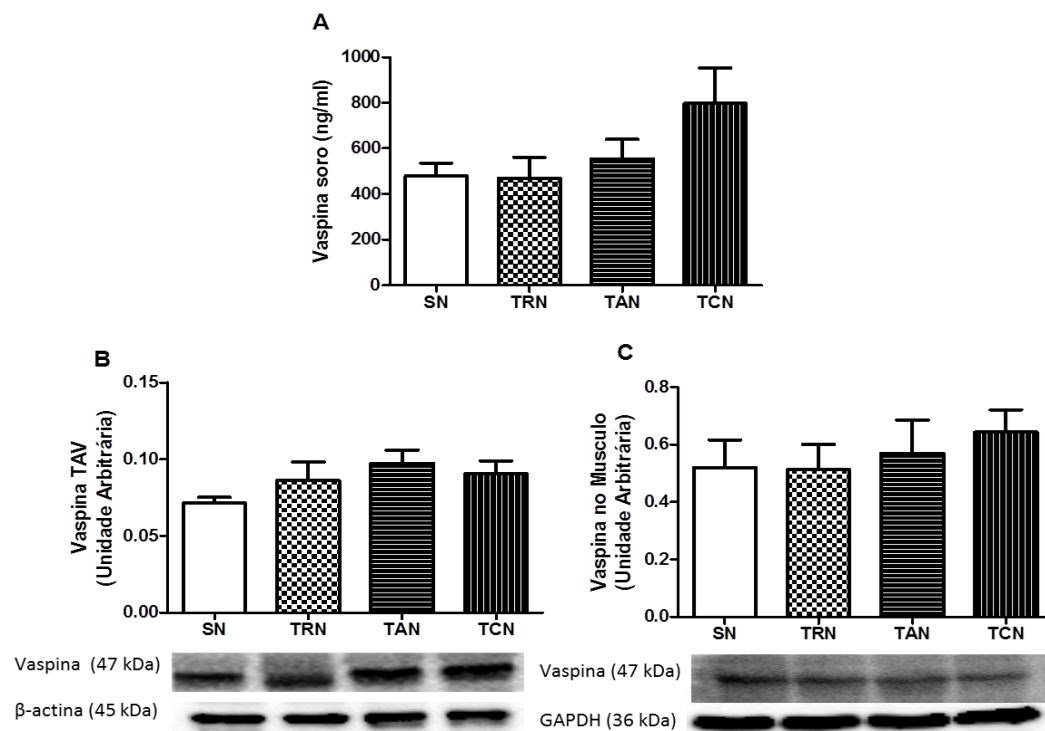 A
Vaspina soro (ng/ml)
1000
800
600
400
200
0
SN TRN TAN TCN
B
Vaspina TAV
(Unidade Arbitrária)
0.15
0.10
0.05
0.00
SN TRN TAN TCN
Vaspina (47 kDa)
β-actina (45 kDa)
C
Vaspina no Musculo
(Unidade Arbitrária)
0.8
0.6
0.4
0.2
0.0
SN TRN TAN TCN
Vaspina (47 kDa)
GAPDH (36 kDa)